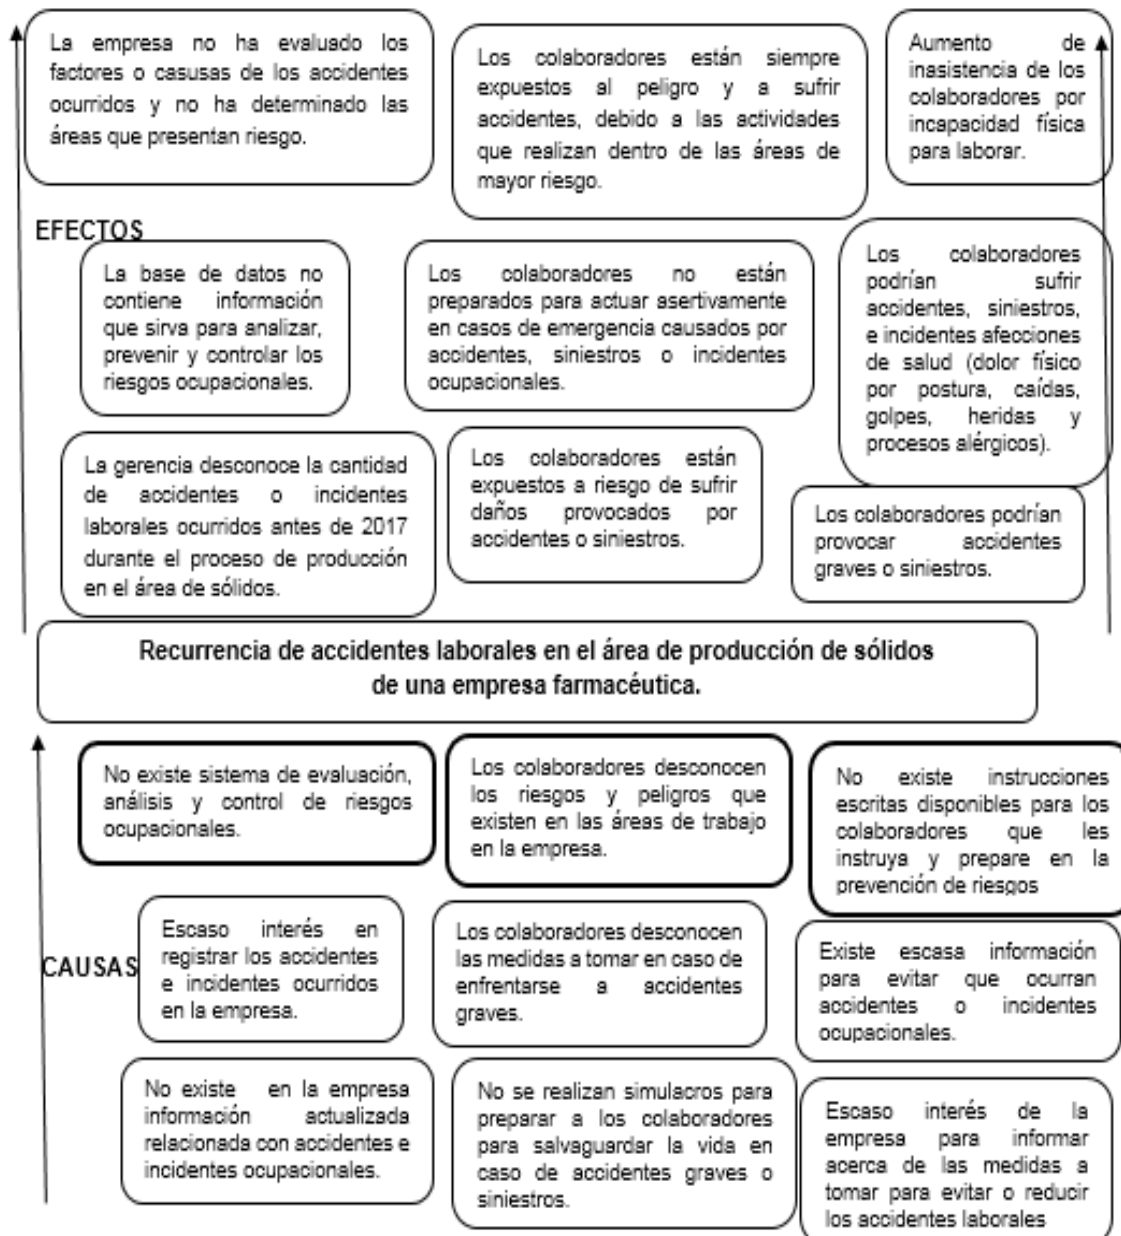 La empresa no ha evaluado los
factores o casusas de los accidentes
ocurridos y no ha determinado las
áreas que presentan riesgo.
Los colaboradores están siempre
expuestos al peligro y a sufrir
accidentes, debido a las actividades
que realizan dentro de las áreas de
mayor riesgo.
Aumento de
inasistencia de los
colaboradores por
incapacidad física
para laborar.
EFECTOS
La base de datos no
contiene información
que sirva para analizar,
prevenir y controlar los
riesgos ocupacionales.
Los colaboradores no están
preparados para actuar asertivamente
en casos de emergencia causados por
accidentes, siniestros o incidentes
ocupacionales.
Los colaboradores
podrían sufrir
accidentes, siniestros,
e incidentes afecciones
de salud (dolor físico
por postura, caídas,
golpes, heridas y
procesos alérgicos).
La gerencia desconoce la cantidad
de accidentes o incidentes
laborales ocurridos antes de 2017
durante el proceso de producción
en el área de sólidos.
Los colaboradores están
expuestos a riesgo de sufrir
daños provocados por
accidentes o siniestros.
Los colaboradores podrían
provocar accidentes
graves o siniestros.
Recurrencia de accidentes laborales en el área de producción de sólidos
de una empresa farmacéutica.
No existe sistema de evaluación,
análisis y control de riesgos
ocupacionales.
Los colaboradores desconocen
los riesgos y peligros que
existen en las áreas de trabajo
en la empresa.
No existe instrucciones
escritas disponibles para los
colaboradores que les
instruya y prepare en la
prevención de riesgos
CAUSAS
Escaso interés en
registrar los accidentes
e incidentes ocurridos
en la empresa.
Los colaboradores desconocen
las medidas a tomar en caso de
enfrentarse a accidentes
graves.
Existe escasa información
para evitar que ocurran
accidentes o incidentes
ocupacionales.
No existe en la empresa
información actualizada
relacionada con accidentes e
incidentes ocupacionales.
No se realizan simulacros para
preparar a los colaboradores
para salvaguardar la vida en
caso de accidentes graves o
siniestros.
Escaso interés de la
empresa para informar
acerca de las medidas a
tomar para evitar o reducir
los accidentes laborales